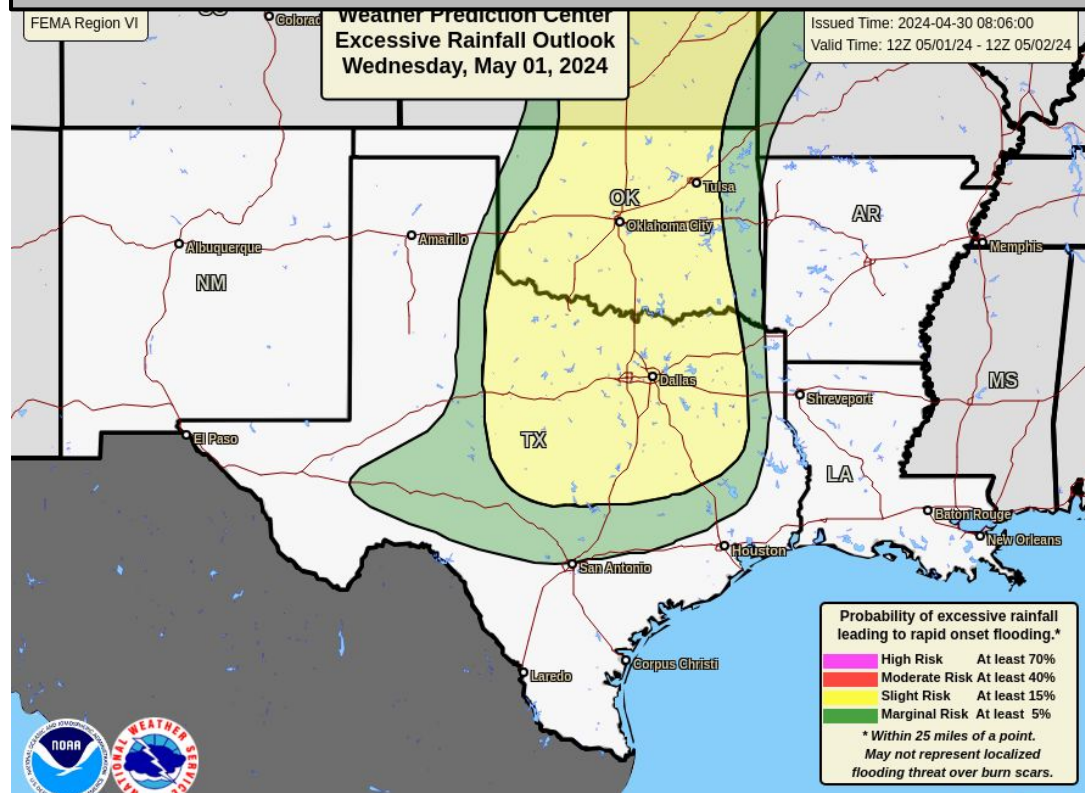 FEMA Region VI
Weather Prediction Center
Excessive Rainfall Outlook
Wednesday, May 01, 2024
Issued Time: 2024-04-30 08:06:00
Valid Time: 12Z 05/01/24 - 12Z 05/02/24
Tulsa
OK
Oklahoma City
AR
Amarillo
Albuquerque
Memphis
NM
Dallas
MS
Shreveport
El Paso
TX
LA
Baton Rouge
New Orleans
Houston
San Antonio
Corpus Christi
Laredo
Probability of excessive rainfall
leading to rapid onset flooding.*
High Risk At least 70%
Moderate Risk At least 40%
Slight Risk At least 15%
Marginal Risk At least 5%
* Within 25 miles of a point.
May not represent localized
flooding threat over burn scars.
NOAA
NATIONAL WEATHER SERVICE